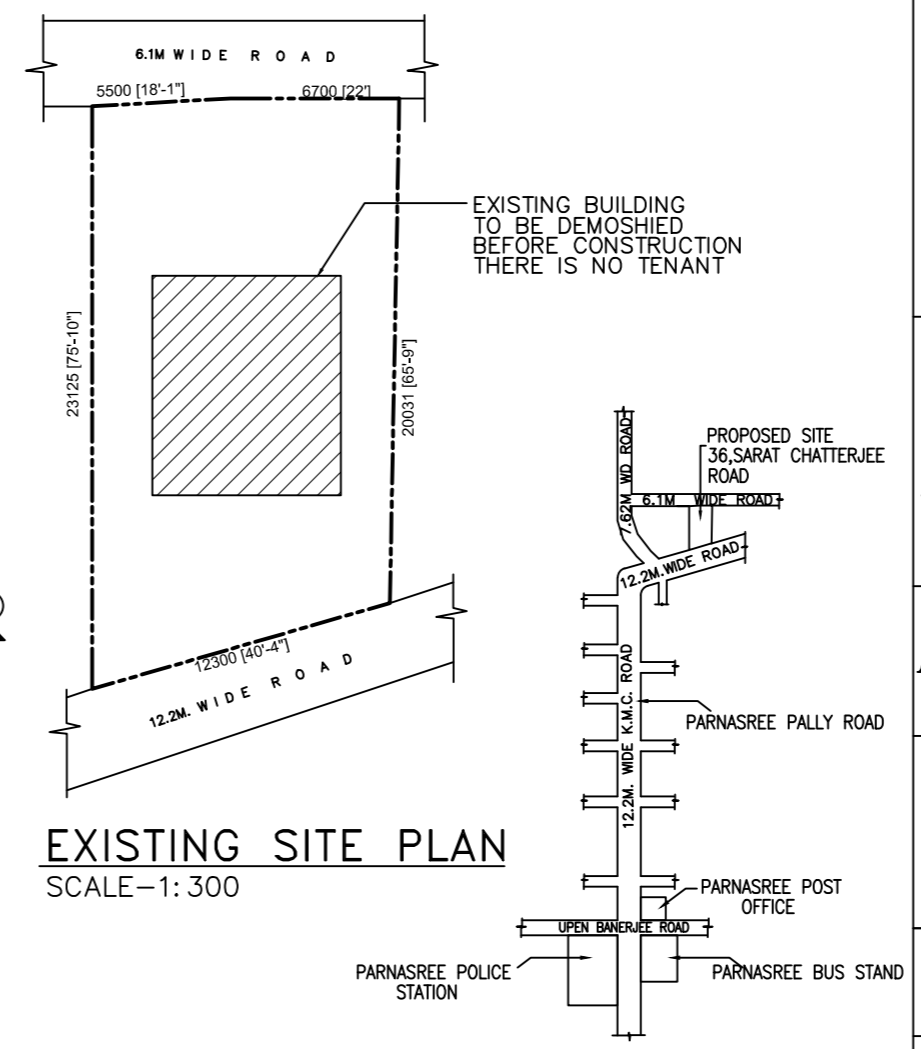 6.1M WIDE ROAD
5500 [18'-1"]
6700 [22']
EXISTING BUILDING
TO BE DEMOSHIED
BEFORE CONSTRUCTION
THERE IS NO TENANT
23125 [75'-10"]
20031 [65'-9"]
12300 [40'-4"]
12.2M. WIDE ROAD
EXISTING SITE PLAN
SCALE-1:300
7.62M WD ROAD
PROPOSED SITE
36,SARAT CHATTERJEE
ROAD
6.1M WIDE ROAD
12.2M.WIDE ROAD
12.2M. WIDE K.M.C. ROAD
PARNASREE PALLY ROAD
PARNASREE POST
OFFICE
UPEN BANERJEE ROAD
PARNASREE POLICE
STATION
PARNASREE BUS STAND